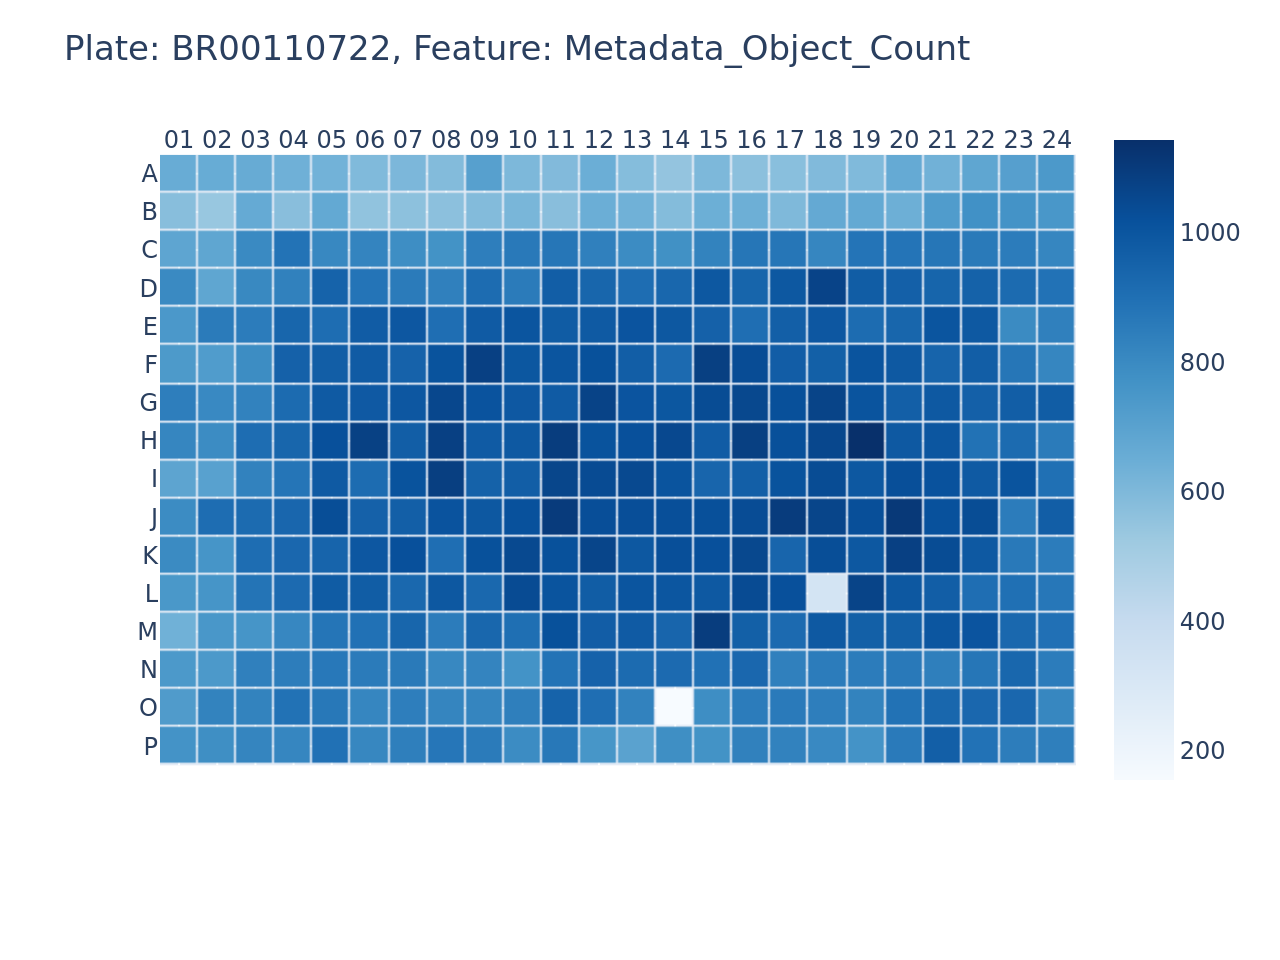 Plate: BR00110722, Feature: Metadata_Object_Count
01 02 03 04 05 06 07 08 09 10 11 12 13 14 15 16 17 18 19 20 21 22 23 24
A
B
C
D
E
F
G
H
I
J
K
L
M
N
O
P
1000
800
600
400
200